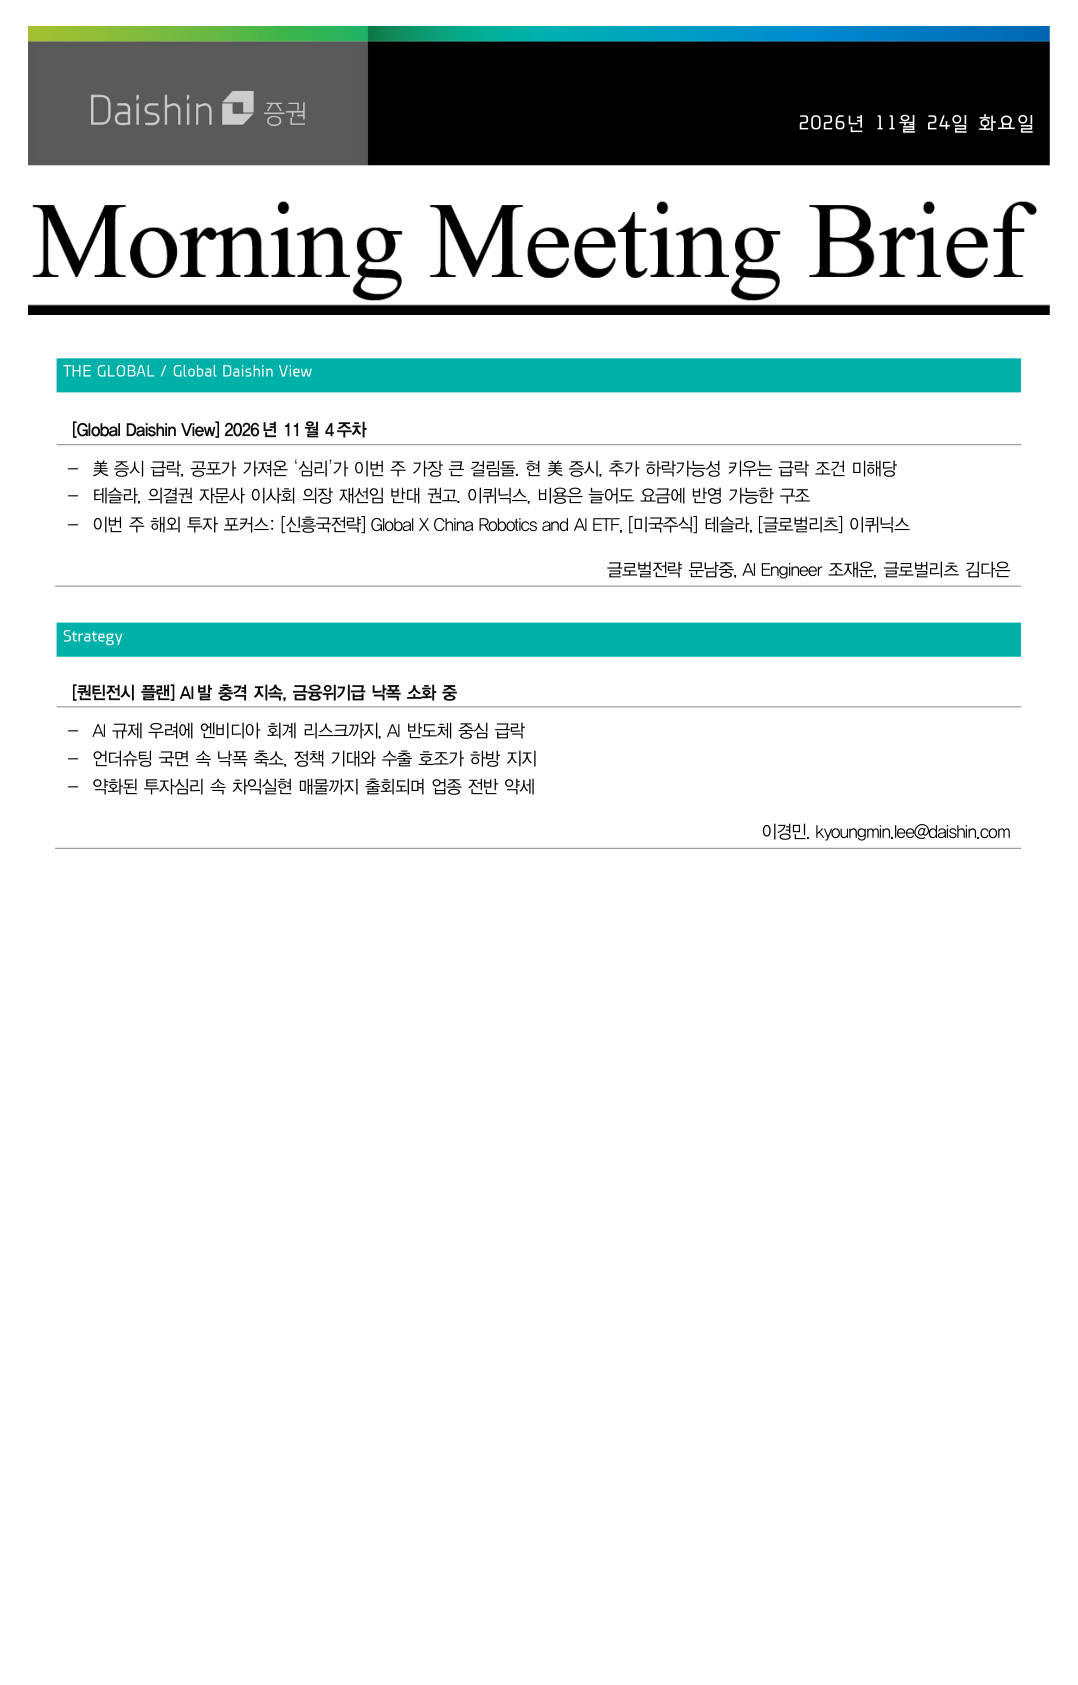 Daishin 증권
2026년 11월 24일 화요일
Morning Meeting Brief
THE GLOBAL / Global Daishin View
[Global Daishin View] 2026년 11월 4주차
– 美 증시 급락, 공포가 가져온 ‘심리’가 이번 주 가장 큰 걸림돌. 현 美 증시, 추가 하락가능성 키우는 급락 조건 미해당
– 테슬라, 의결권 자문사 이사회 의장 재선임 반대 권고. 이퀴닉스, 비용은 늘어도 요금에 반영 가능한 구조
– 이번 주 해외 투자 포커스: [신흥국전략] Global X China Robotics and AI ETF, [미국주식] 테슬라, [글로벌리츠] 이퀴닉스
글로벌전략 문남중, AI Engineer 조재운, 글로벌리츠 김다은
Strategy
[퀀틴전시 플랜] AI발 충격 지속, 금융위기급 낙폭 소화 중
– AI 규제 우려에 엔비디아 회계 리스크까지, AI 반도체 중심 급락
– 언더슈팅 국면 속 낙폭 축소, 정책 기대와 수출 호조가 하방 지지
– 약화된 투자심리 속 차익실현 매물까지 출회되며 업종 전반 약세
이경민. kyoungmin.lee@daishin.com